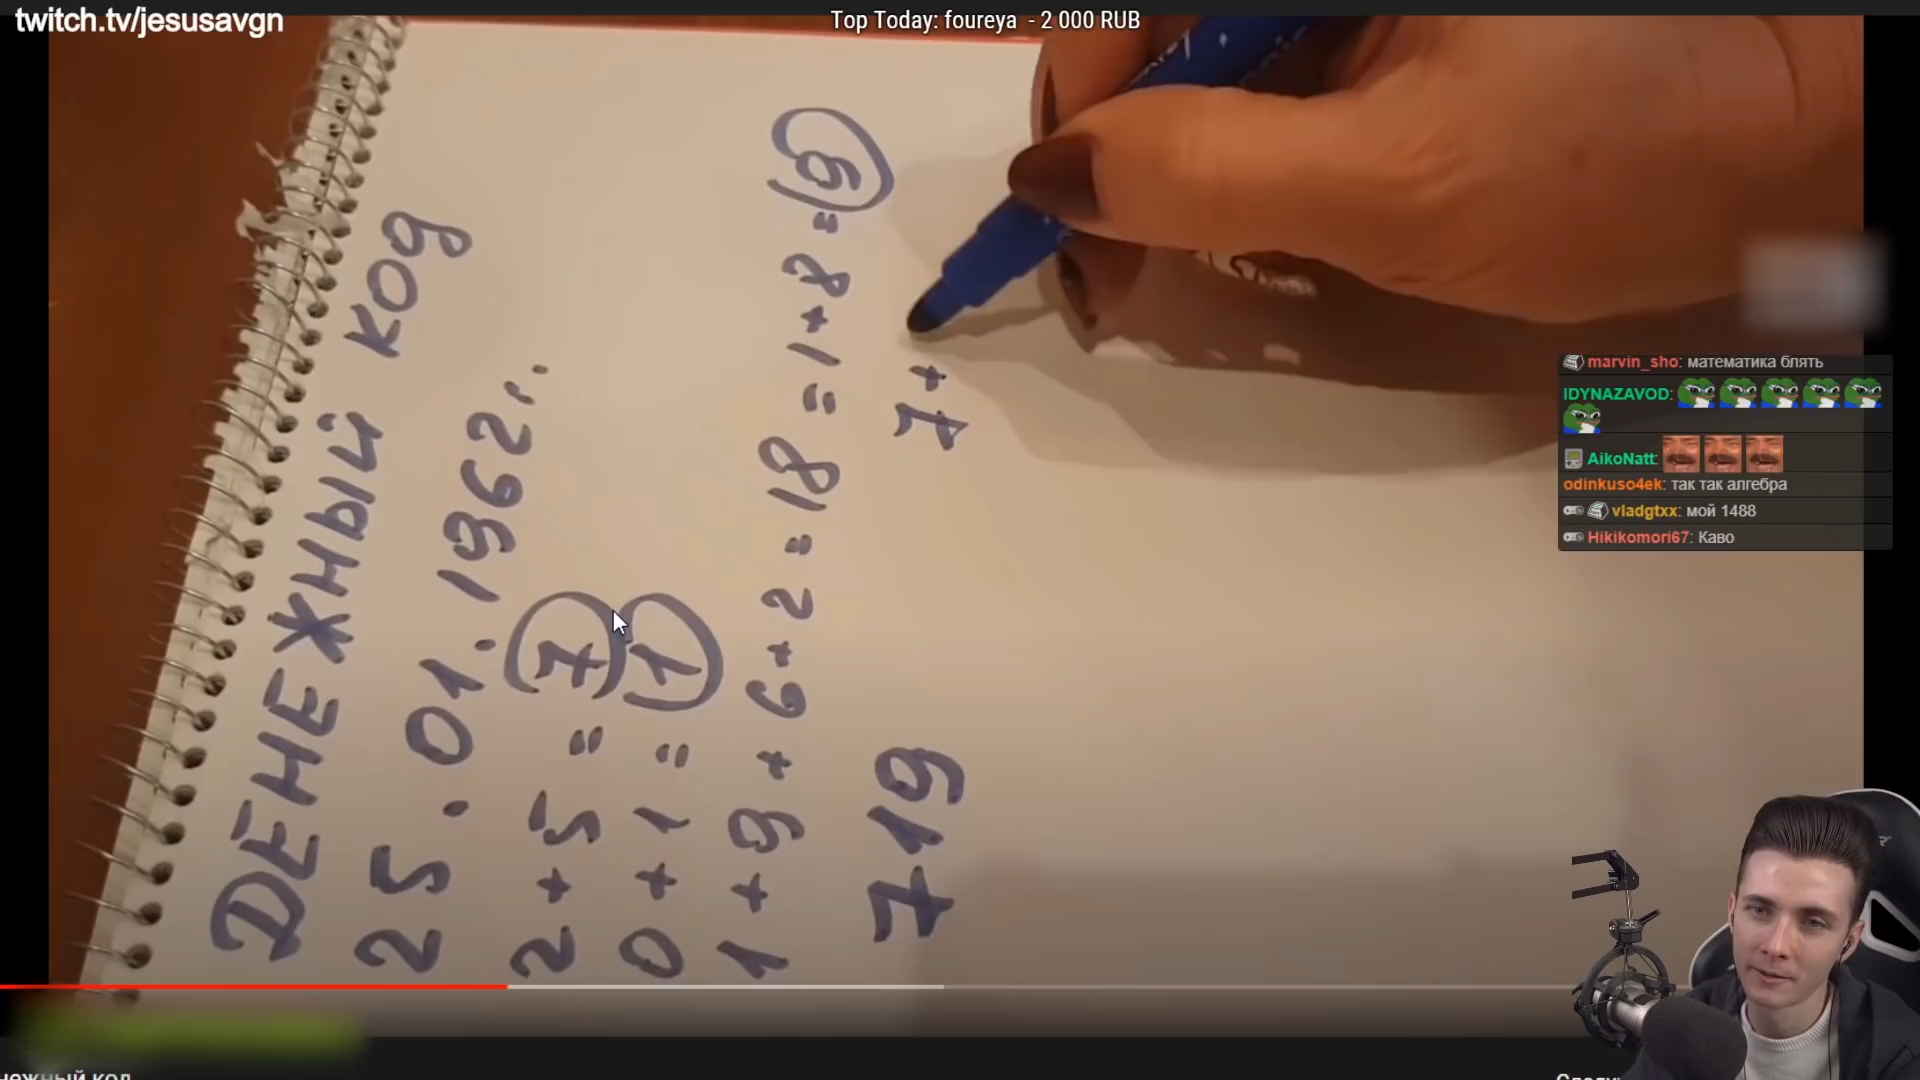 twitch.tv/jesusavgn
Top Today: foureya - 2 000 RUB
ДЕНЕЖНЫЙ КОД
25.01.1962г.
2+5=7
0+1=1
1+9+6+2=18=1+8=9
719
7+
marvin_sho: математика блять
IDYNAZAVOD:
AikoNatt:
odinkuso4ek: так так алгебра
vladgtxx: мой 1488
Hikikomori67: Каво